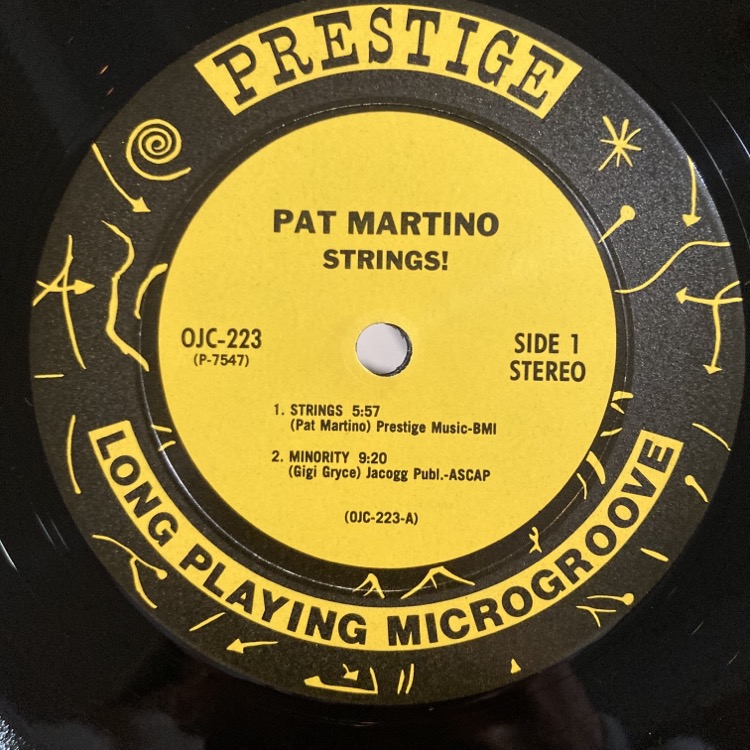 PRESTIGE
PAT MARTINO
STRINGS!
OJC-223
(P-7547)
SIDE 1
STEREO
1. STRINGS 5:57
(Pat Martino) Prestige Music-BMI
2. MINORITY 9:20
(Gigi Gryce) Jacogg Publ.-ASCAP
(OJC-223-A)
LONG PLAYING MICROGROOVE